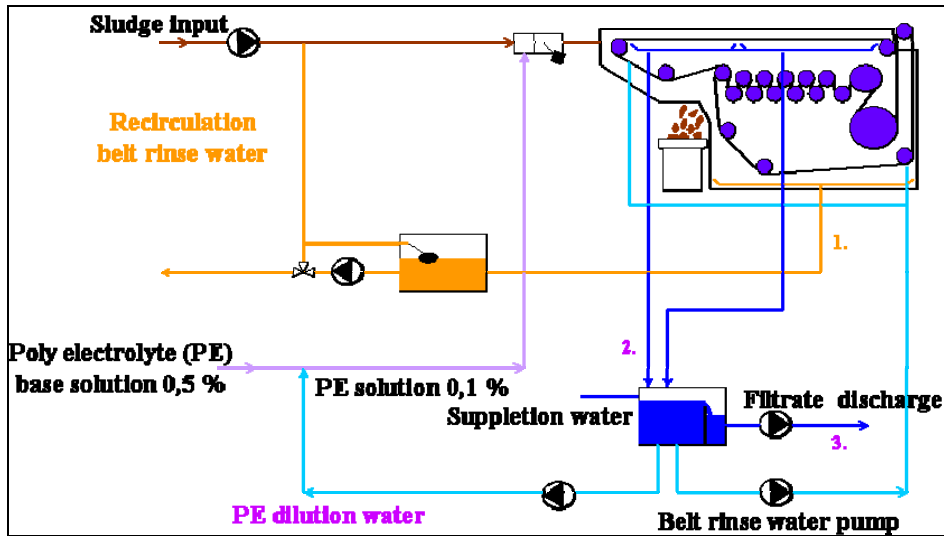 Sludge input
Recirculation
belt rinse water
1.
Poly electrolyte (PE)
base solution 0,5 %
PE solution 0,1 %
2.
Suppletion water
Filtrate discharge
3.
PE dilution water
Belt rinse water pump